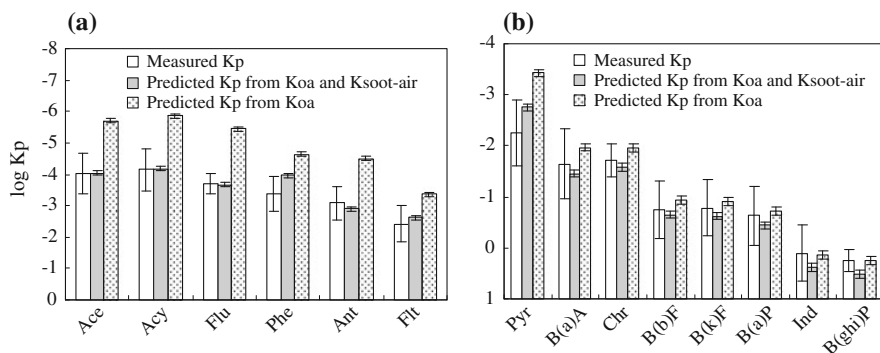 (a)
-8
-7
-6
-5
-4
-3
-2
-1
0
log Kp
Measured Kp
Predicted Kp from Koa and Ksoot-air
Predicted Kp from Koa
Ace
Acy
Flu
Phe
Ant
Flt
(b)
-4
-3
-2
-1
0
1
Measured Kp
Predicted Kp from Koa and Ksoot-air
Predicted Kp from Koa
Pyr
B(a)A
Chr
B(b)F
B(k)F
B(a)P
Ind
B(ghi)P